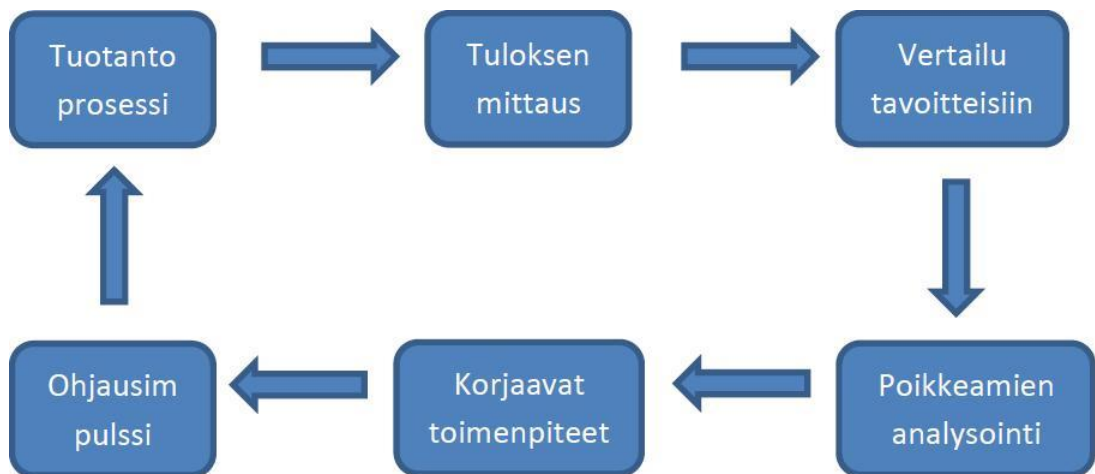 Tuotanto
prosessi
Tuloksen
mittaus
Vertailu
tavoitteisiin
Poikkeamien
analysointi
Korjaavat
toimenpiteet
Ohjausim
pulssi